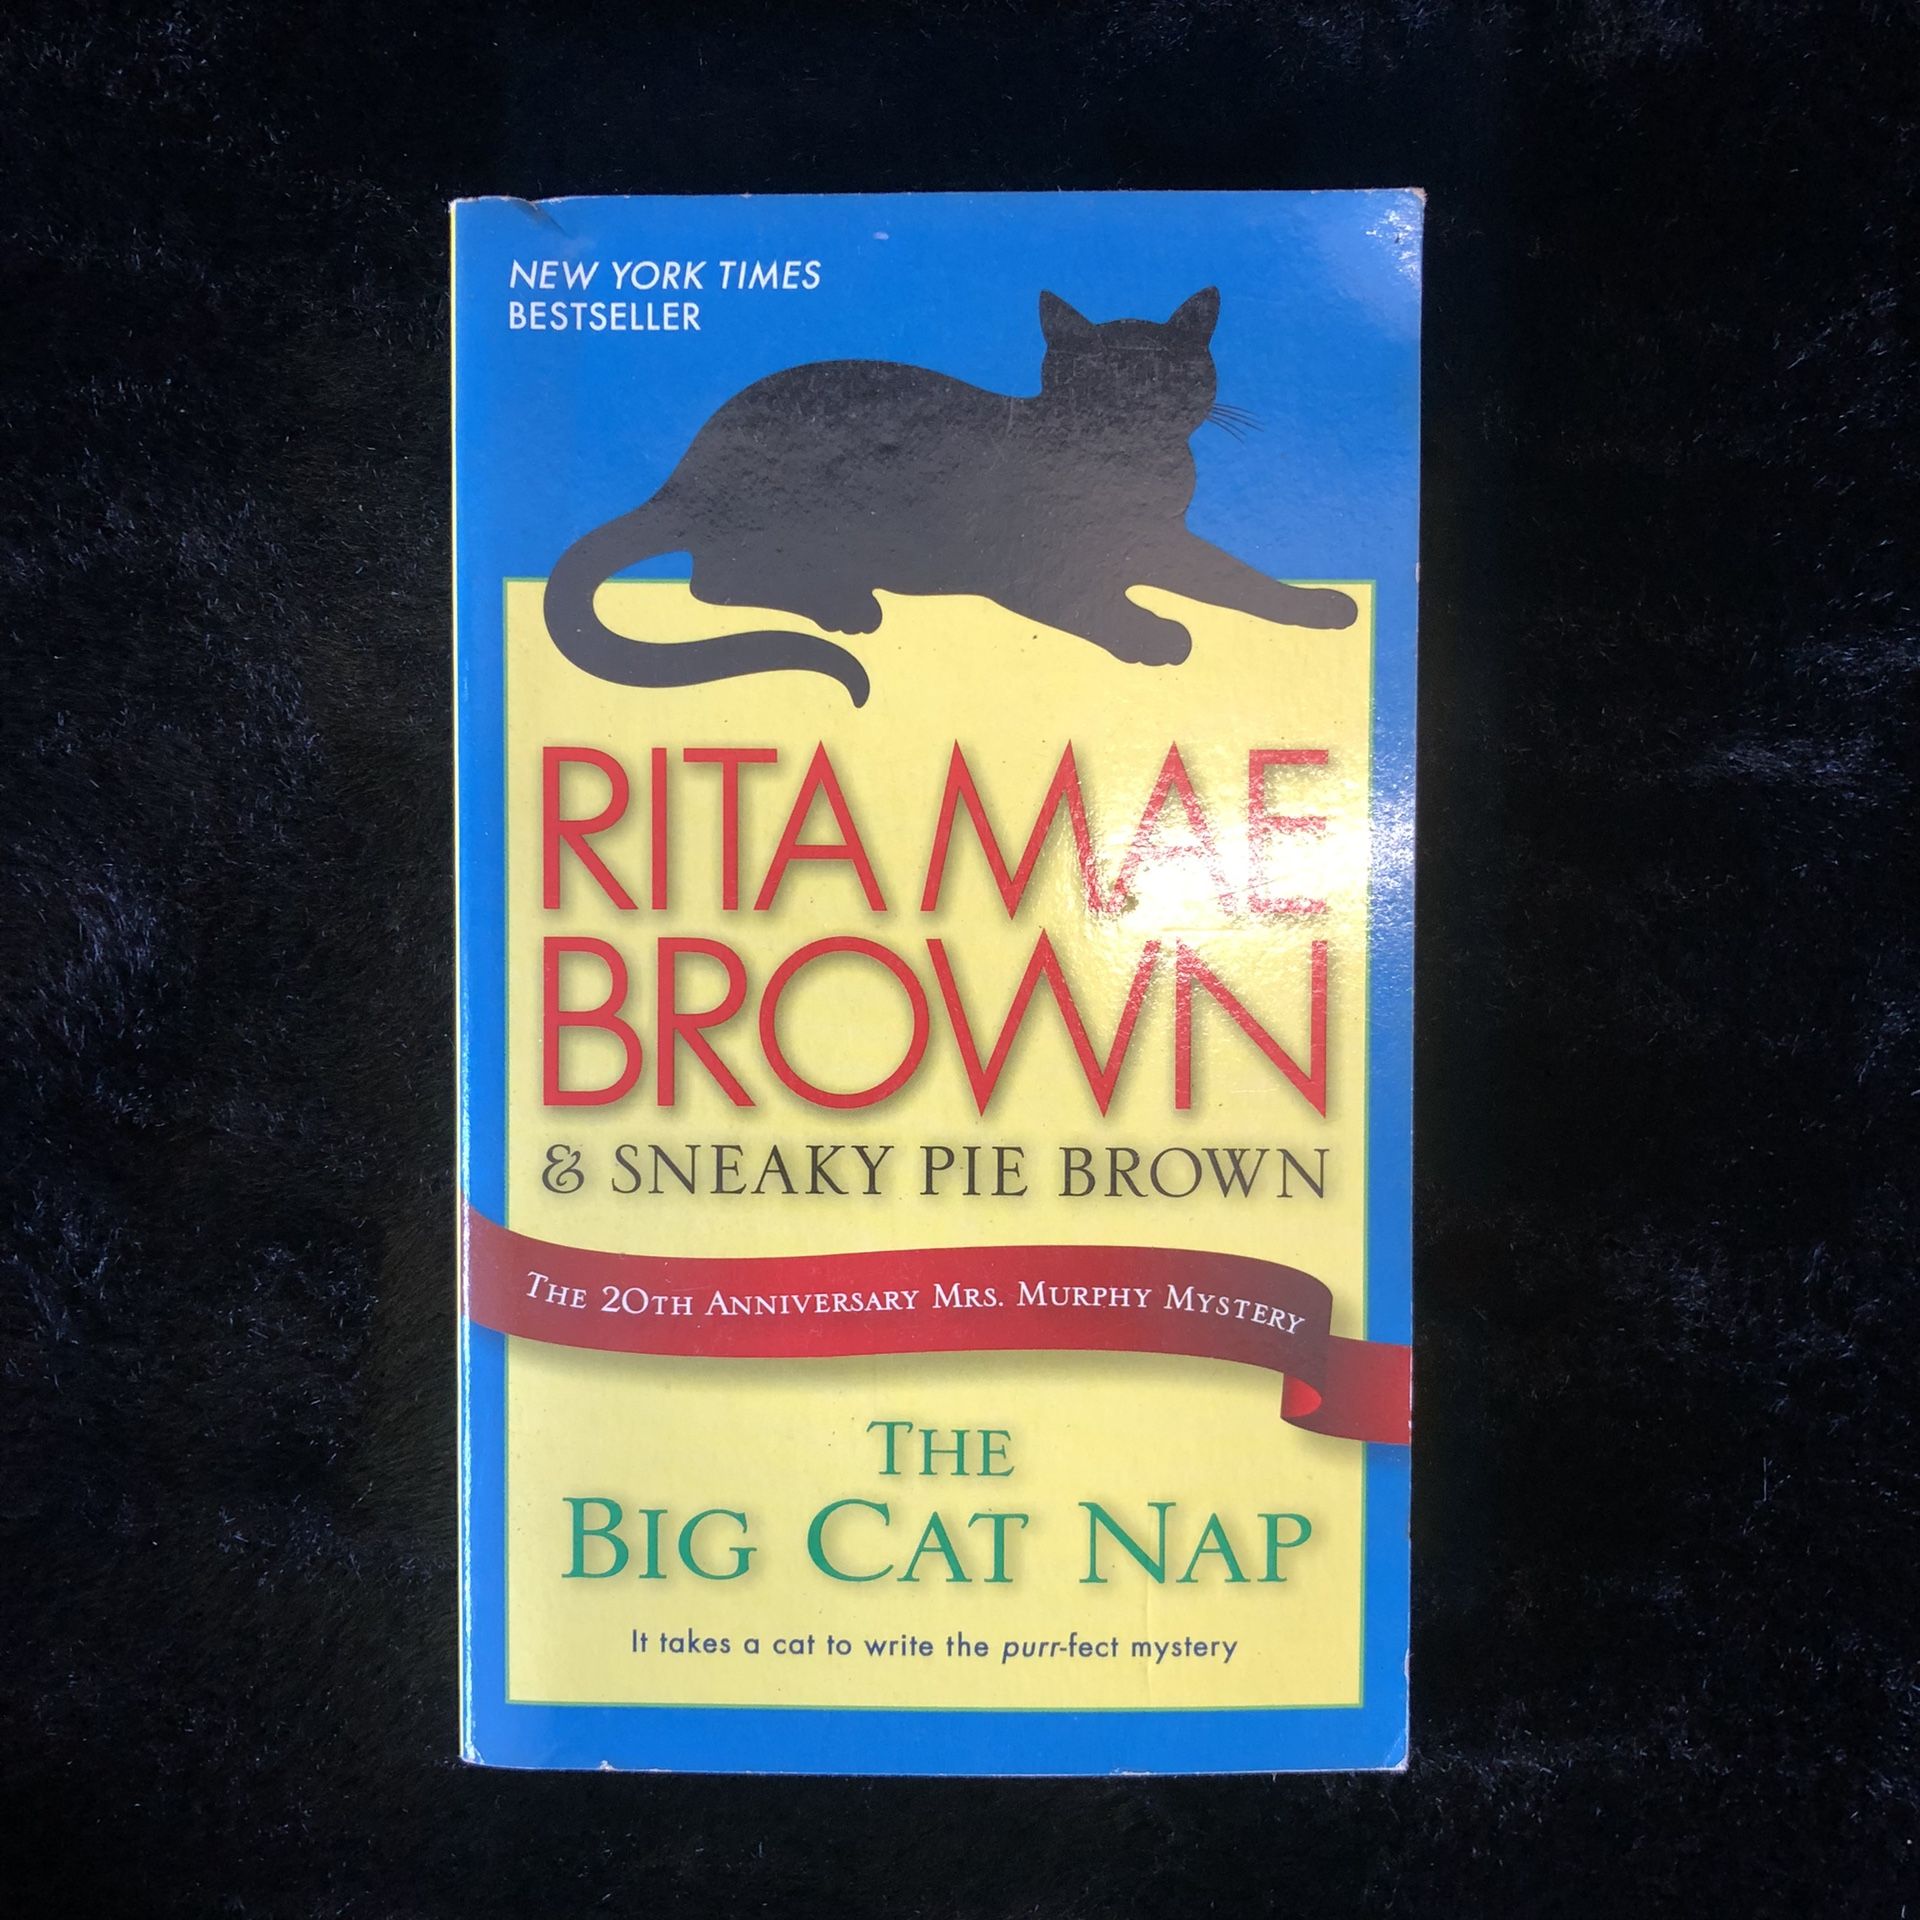 NEW YORK TIMES
BESTSELLER
RITA MAE
BROWN
& SNEAKY PIE BROWN
THE 20TH ANNIVERSARY MRS. MURPHY MYSTERY
THE
BIG CAT NAP
It takes a cat to write the purr-fect mystery